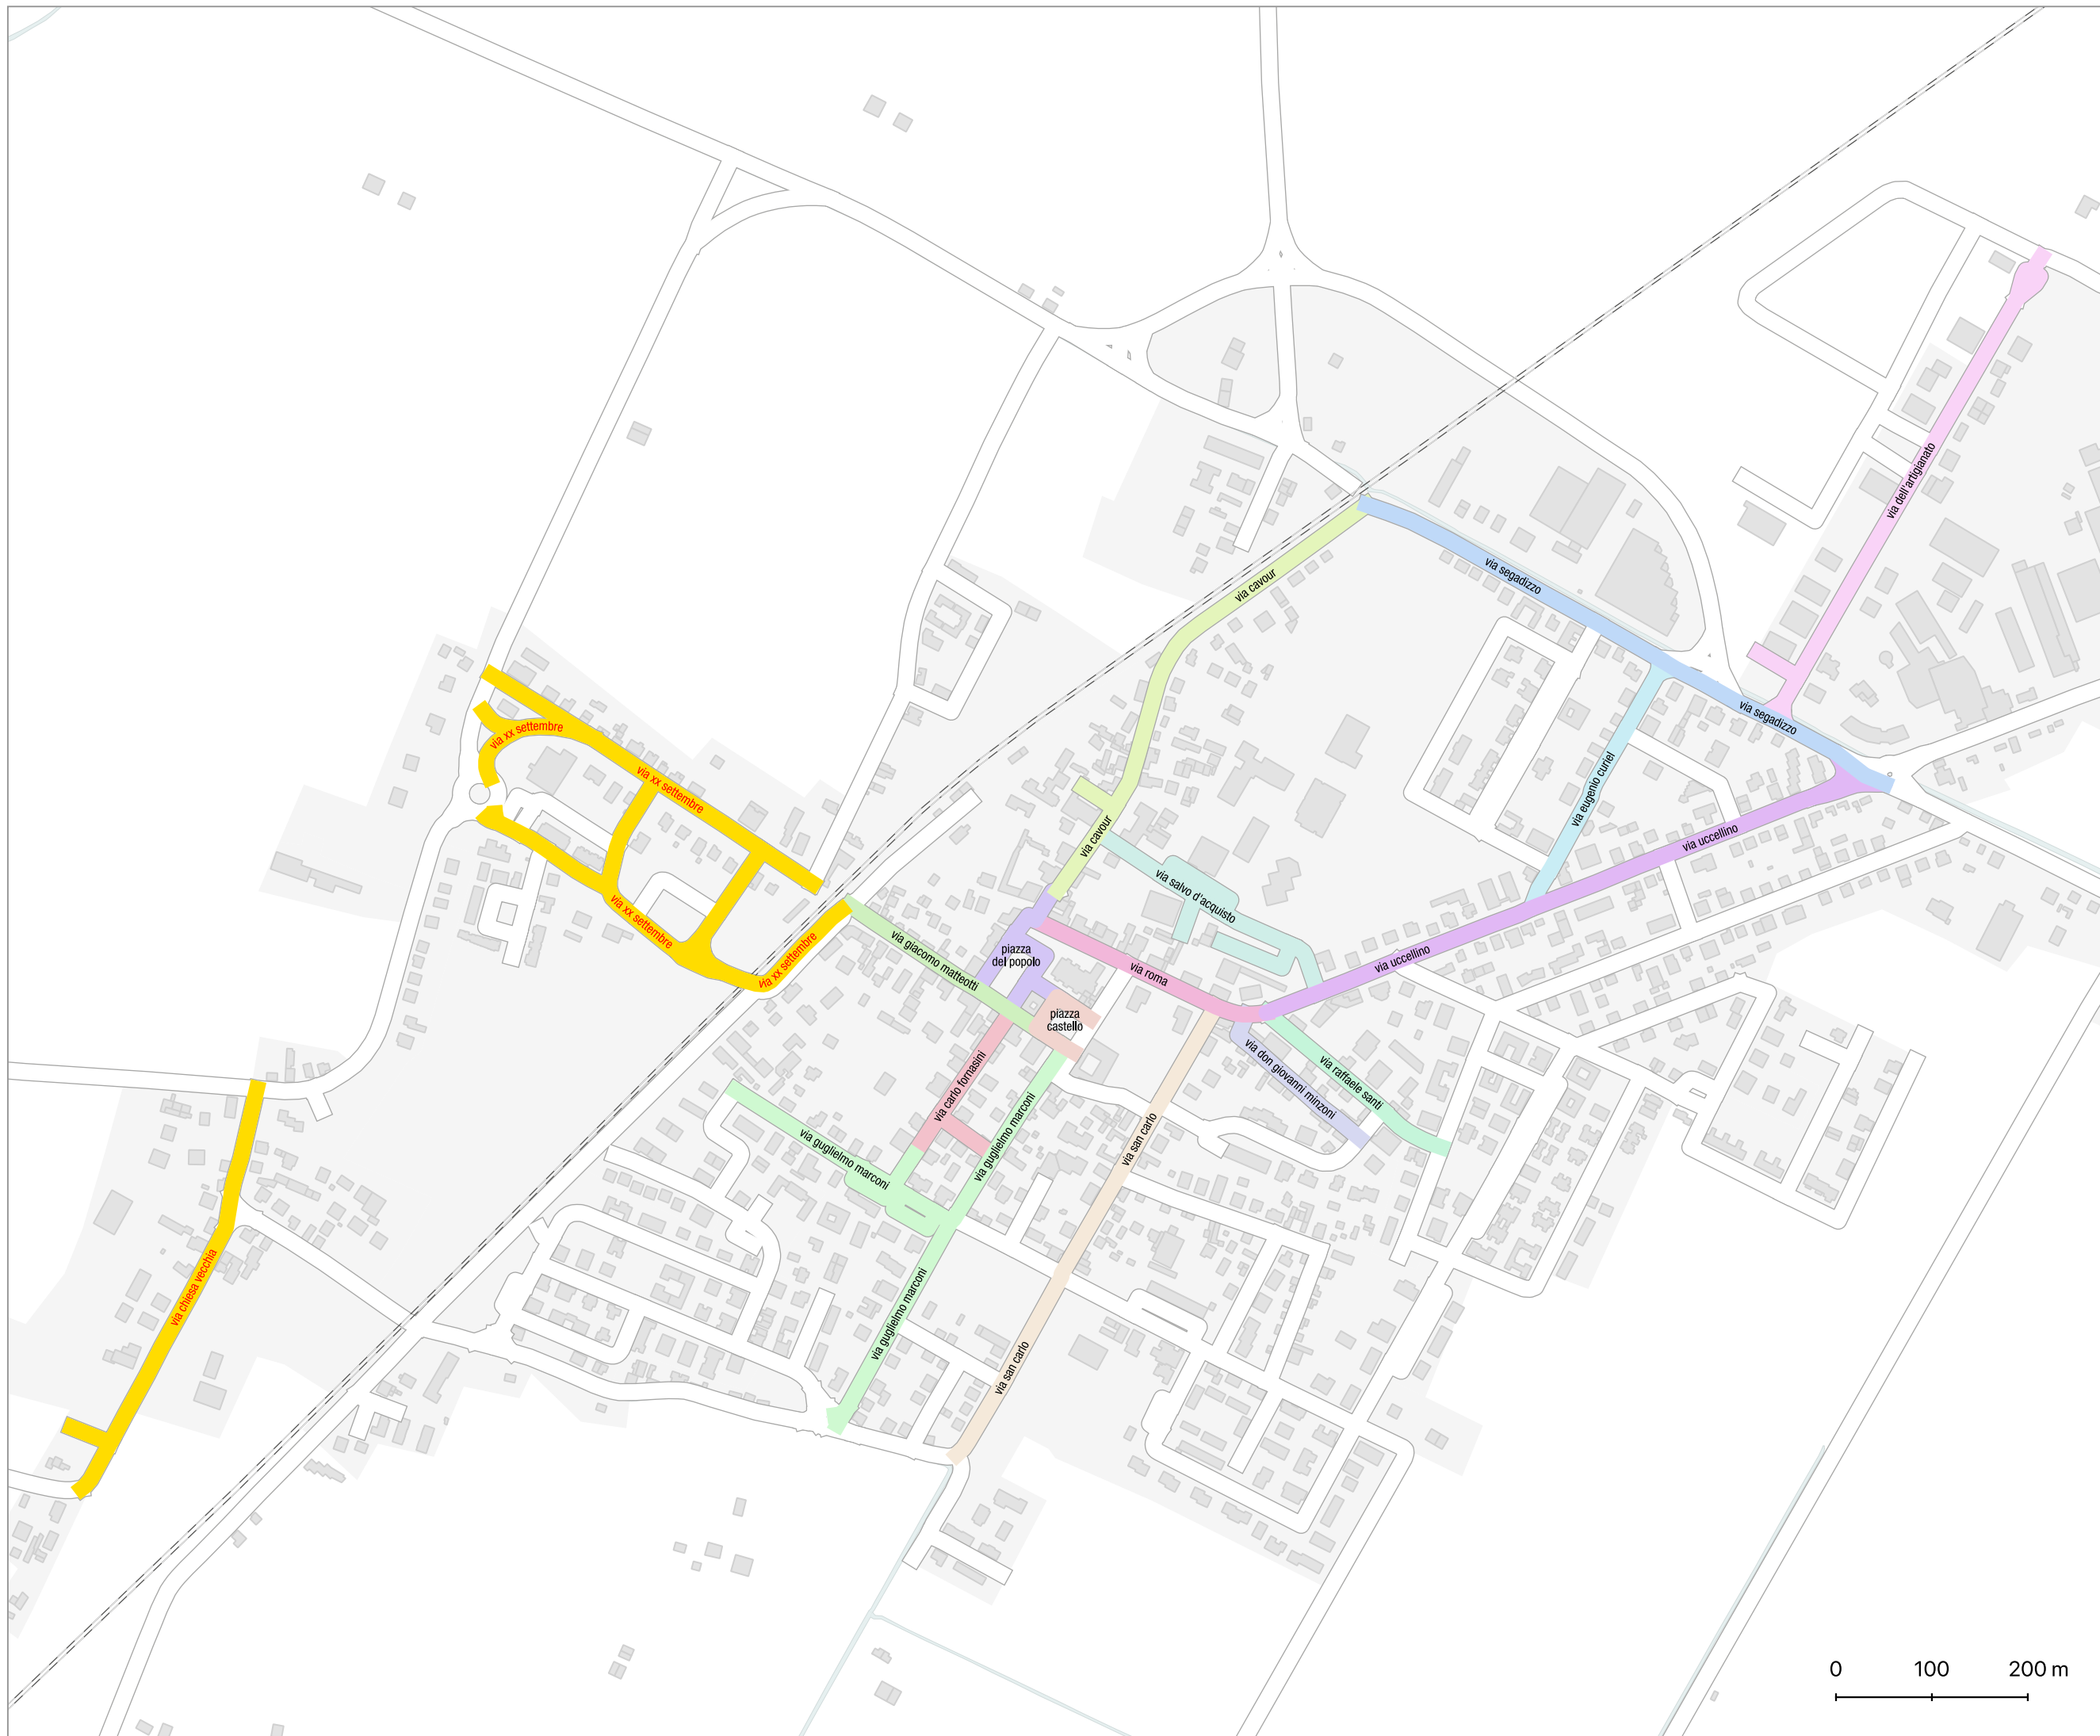 via dell'artigianato
via segadizzo
via cavour
via segadizzo
via xx settembre
via xx settembre
via eugenio curiel
via cavour
via uccellino
via salvo d'acquisto
via xx settembre
via giacomo matteotti
piazza
del popolo
via xx settembre
via uccellino
via roma
piazza
castello
via don giovanni minzoni
via raffaele santi
via carlo fornasini
via guglielmo marconi
via san carlo
via guglielmo marconi
via chiesa vecchia
via guglielmo marconi
via san carlo
0 100 200 m